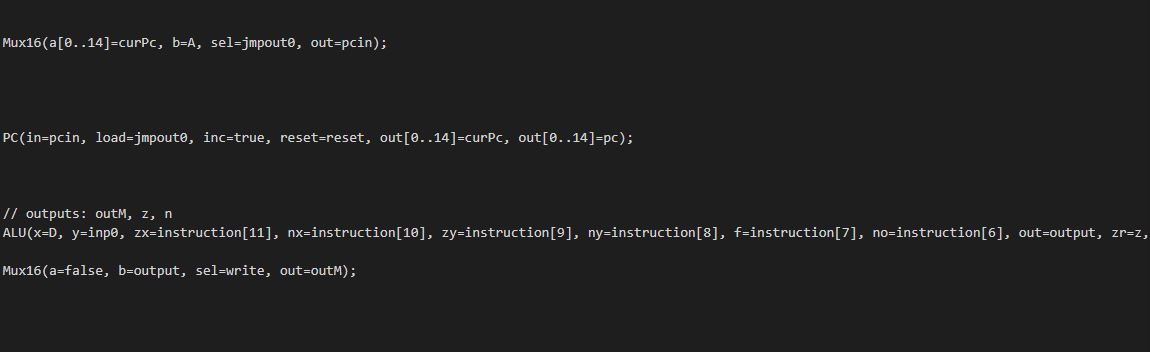 Mux16(a[0..14]=curPc, b=A, sel=jmpout0, out=pcin);
PC(in=pcin, load=jmpout0, inc=true, reset=reset, out[0..14]=curPc, out[0..14]=pc);
// outputs: outM, z, n
ALU(x=D, y=inp0, zx=instruction[11], nx=instruction[10], zy=instruction[9], ny=instruction[8], f=instruction[7], no=instruction[6], out=output, zr=z,
Mux16(a=false, b=output, sel=write, out=outM);